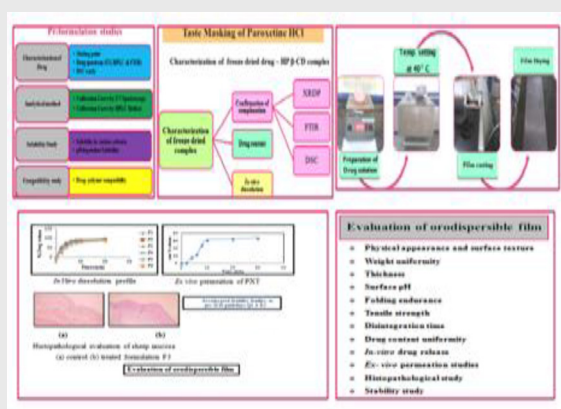 Preformulation studies
Characterization of
Drug
Melting point
Analytical method
Solubility Study
Compatibility study
Drug excipient compatibility
Taste Masking of Paroxetine HCl
Characterization of freeze dried drug – HP β-CD complex
Characterization
of freeze dried
complex
Confirmation of
complexation
Drug content
In-vitro
dissolution
XRDP
FTIR
DSC
Preparation of
Drug solution
Temp. setting
at 40° C
Film casting
Film Drying
In-Vitro dissolution profile
Ex vivo permeation of PXT
(a)
(b)
Histopathological evaluation of sheep mucosa
(a) control (b) treated formulation F3
Evaluation of orodispersible film
Evaluation of orodispersible film
Physical appearance and surface texture
Weight uniformity
Thickness
Surface pH
Folding endurance
Tensile strength
Disintegration time
Drug content uniformity
In-vitro drug release
Ex- vivo permeation studies
Histopathological study
Stability study